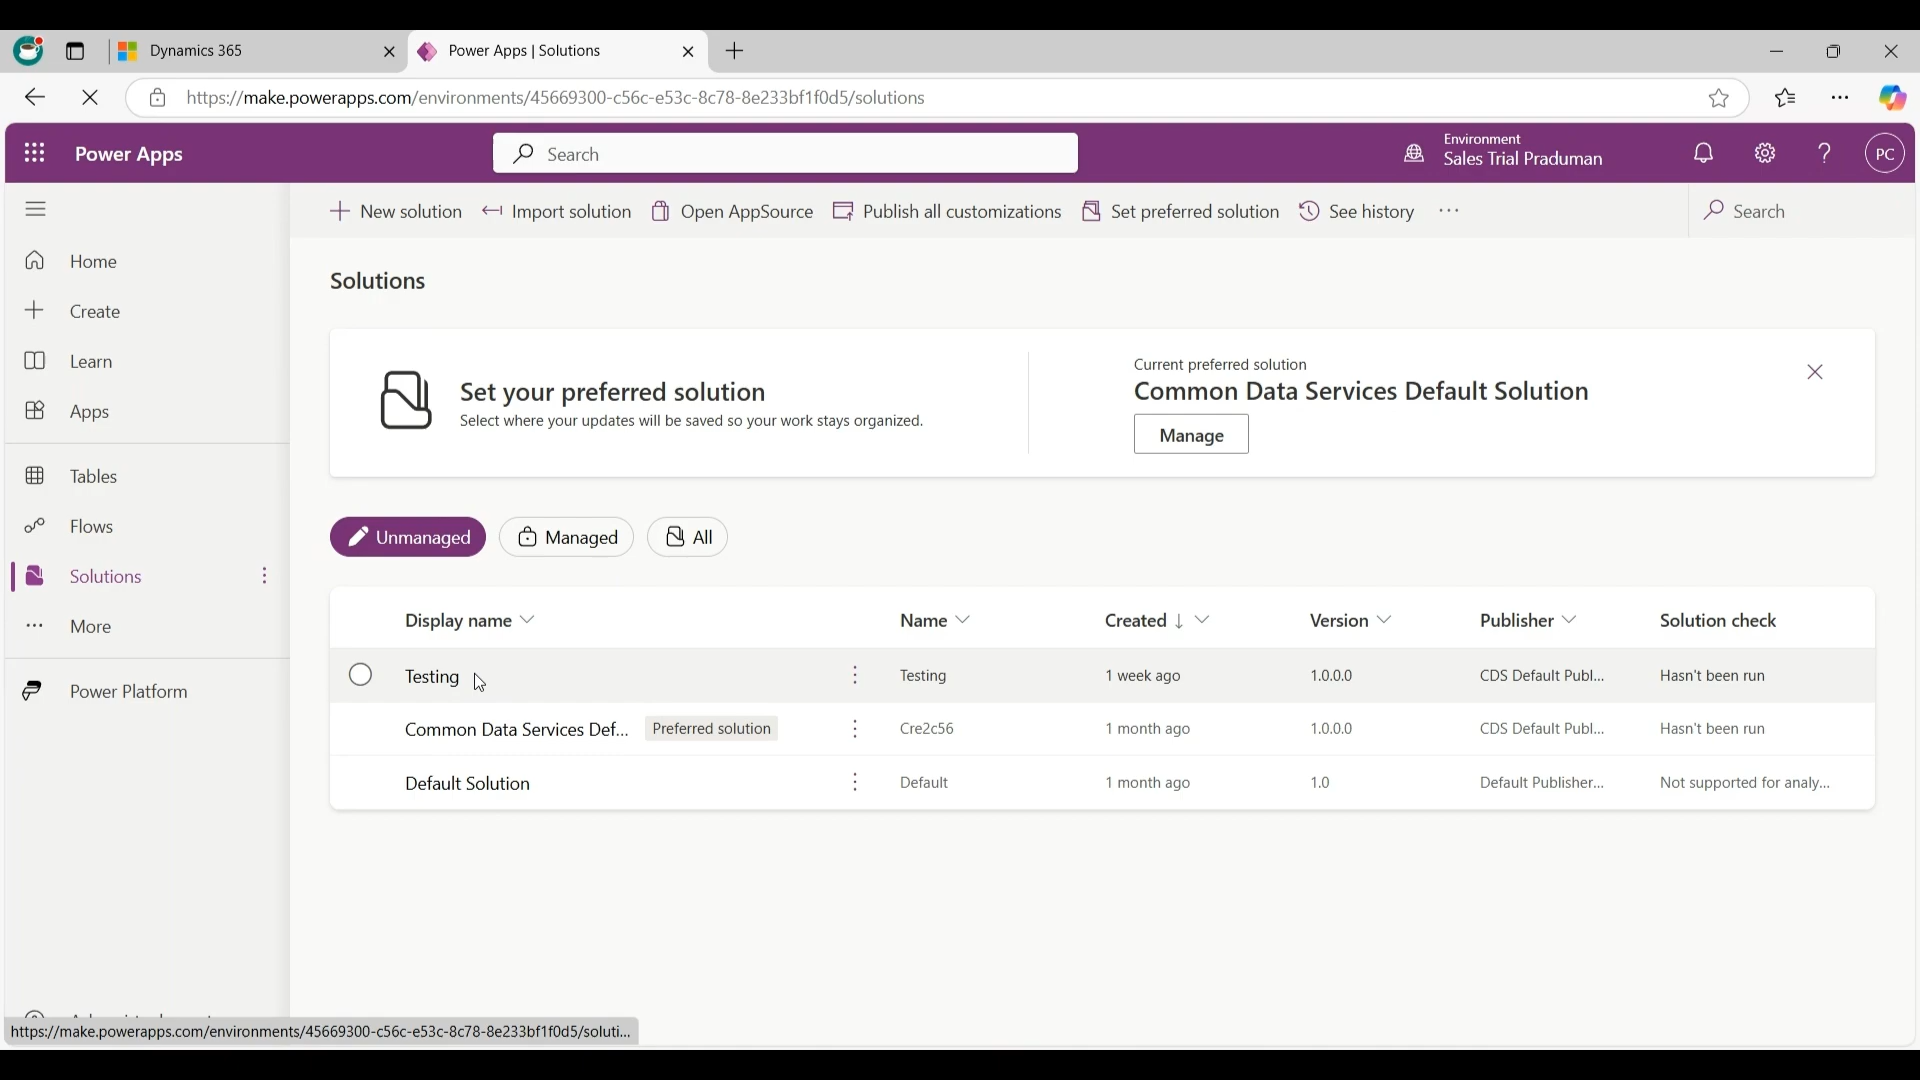 Dynamics 365
Power Apps | Solutions
https://make.powerapps.com/environments/45669300-c56c-e53c-8c78-8e233bf1f0d5/solutions
Power Apps
Search
Environment
Sales Trial Praduman
PC
New solution
Import solution
Open AppSource
Publish all customizations
Set preferred solution
See history
Search
Home
Create
Learn
Apps
Tables
Flows
Solutions
More
Power Platform
Solutions
Set your preferred solution
Select where your updates will be saved so your work stays organized.
Current preferred solution
Common Data Services Default Solution
Manage
Unmanaged
Managed
All
Display name Name Created Version Publisher Solution check
Testing Testing 1 week ago 1.0.0.0 CDS Default Publ... Hasn't been run
Common Data Services Def... Preferred solution Cre2c56 1 month ago 1.0.0.0 CDS Default Publ... Hasn't been run
Default Solution Default 1 month ago 1.0 Default Publisher... Not supported for analy...
https://make.powerapps.com/environments/45669300-c56c-e53c-8c78-8e233bf1f0d5/soluti...